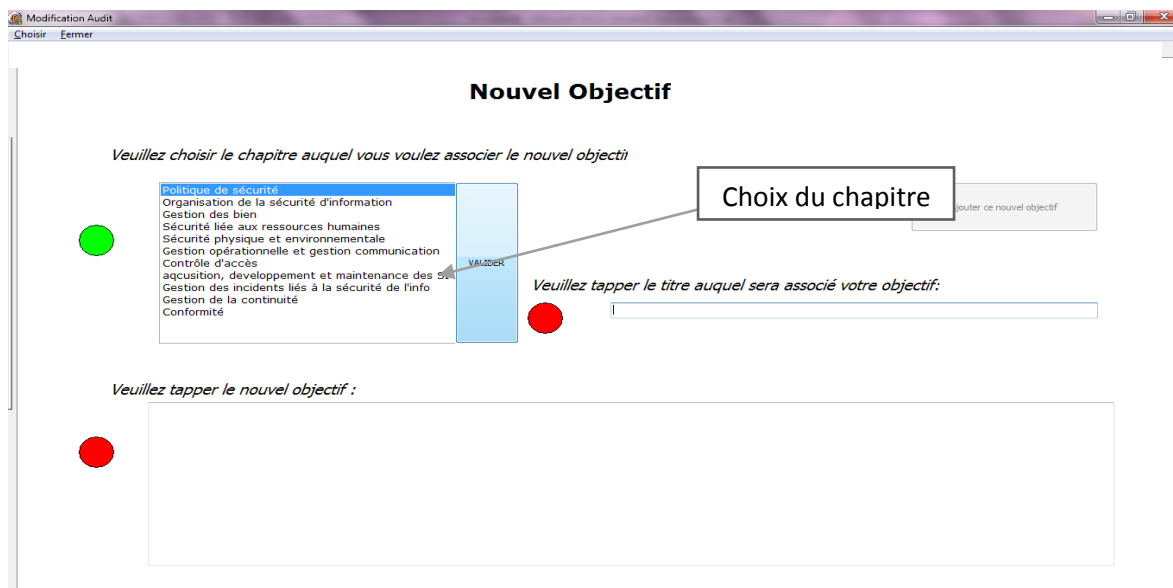 Modification Audit
Choisir Fermer
Nouvel Objectif
Veuillez choisir le chapitre auquel vous voulez associer le nouvel objectif
Politique de sécurité
Organisation de la sécurité d'information
Gestion des bien
Sécurité liée aux ressources humaines
Sécurité physique et environnementale
Gestion opérationnelle et gestion communication
Contrôle d'accès
aqcusition, developpement et maintenance des
Gestion des incidents liés à la sécurité de l'info
Gestion de la continuité
Conformité
VALIDER
Choix du chapitre
ce nouvel objectif
Veuillez tapper le titre auquel sera associé votre objectif:
Veuillez tapper le nouvel objectif :